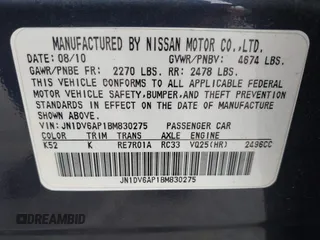 MANUFACTURED BY NISSAN MOTOR CO.,LTD.
DATE: 08/10 GVWR/PNBV: 4674 LBS.
GAWR/PNBE FR: 2270 LBS. RR: 2478 LBS.
THIS VEHICLE CONFORMS TO ALL APPLICABLE FEDERAL MOTOR VEHICLE SAFETY, BUMPER, AND THEFT PREVENTION STANDARDS IN EFFECT ON THE DATE OF MANUFACTURE SHOWN ABOVE.
VIN: JN1DV6AP1BM830275 PASSENGER CAR
COLOR TRIM TRANS AXLE ENGINE
K52 K RE7R01A RC33 VQ25(HR) 2496CC
JN1DV6AP1BM830275
© AUTOBIDMASTER